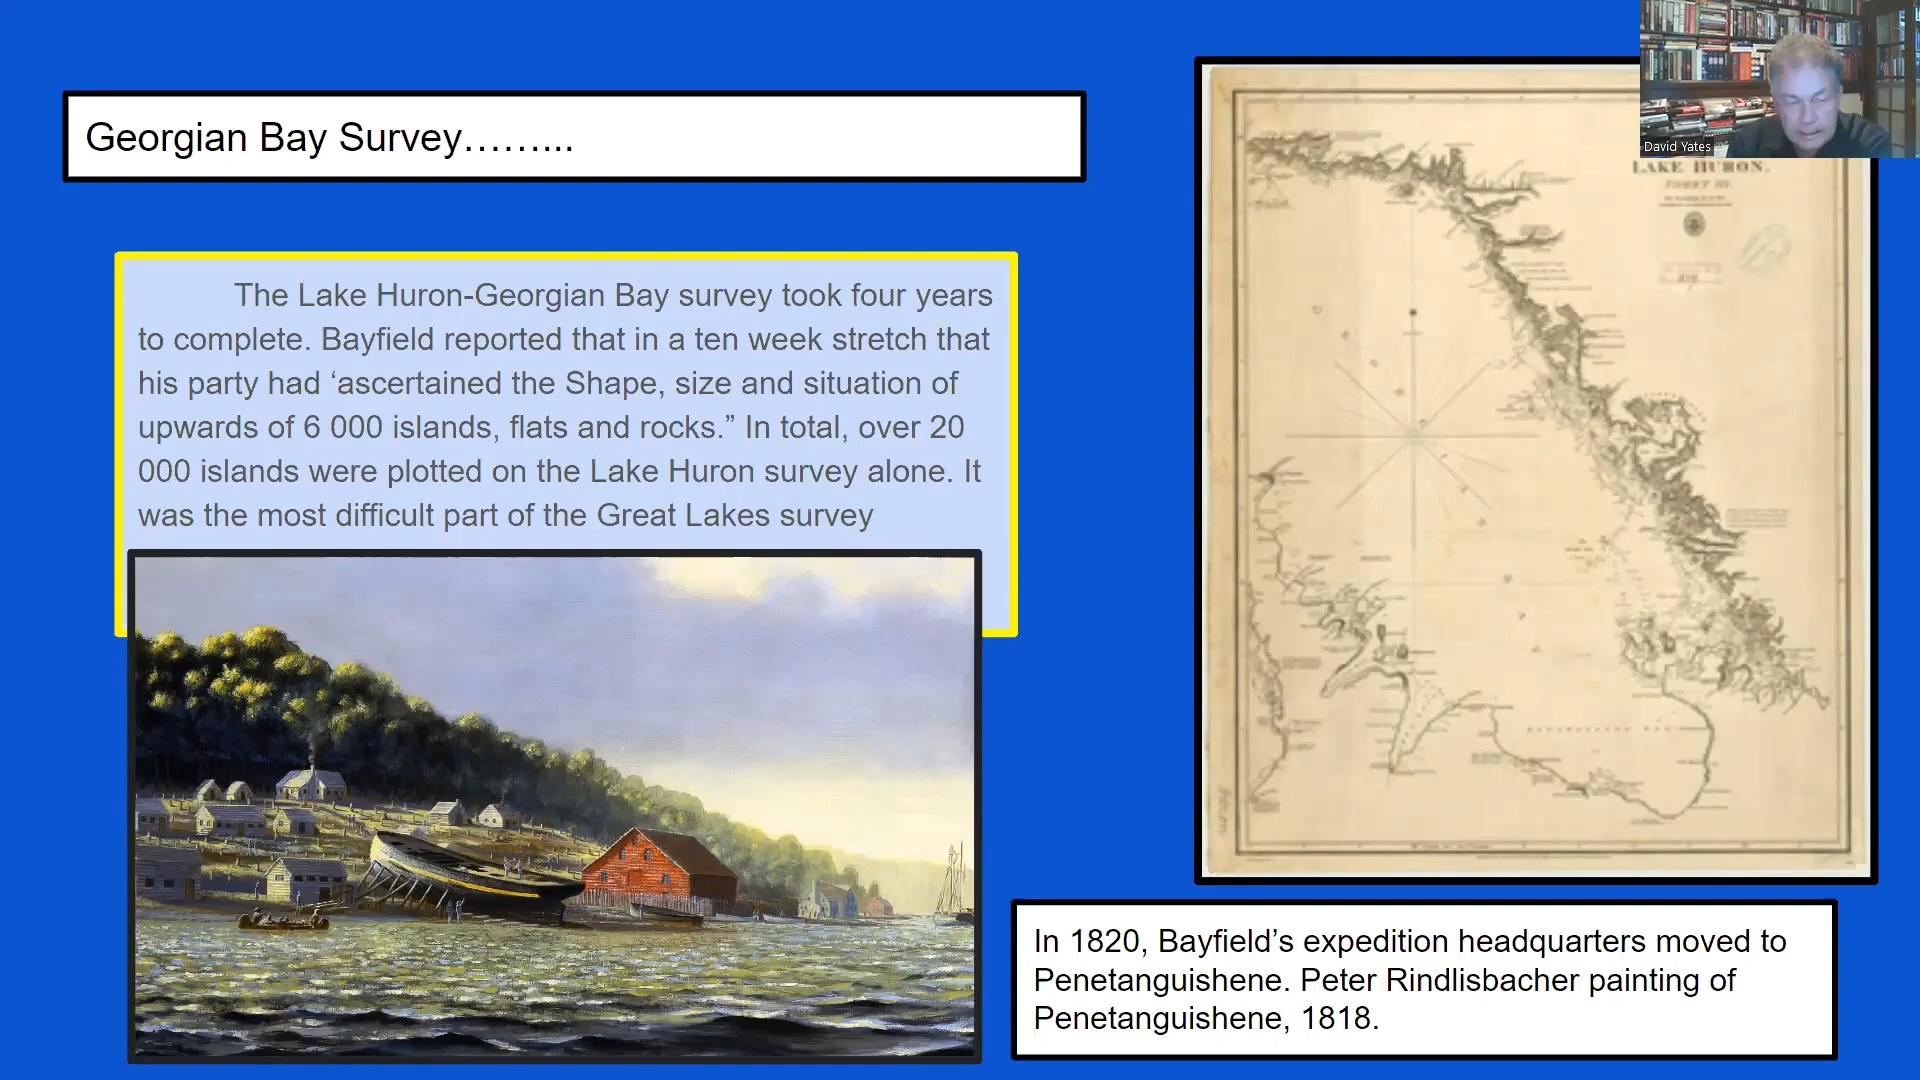 Georgian Bay Survey……...
David Yates
LAKE HURON.
The Lake Huron-Georgian Bay survey took four years
to complete. Bayfield reported that in a ten week stretch that
his party had ‘ascertained the Shape, size and situation of
upwards of 6 000 islands, flats and rocks.” In total, over 20
000 islands were plotted on the Lake Huron survey alone. It
was the most difficult part of the Great Lakes survey
In 1820, Bayfield’s expedition headquarters moved to
Penetanguishene. Peter Rindlisbacher painting of
Penetanguishene, 1818.